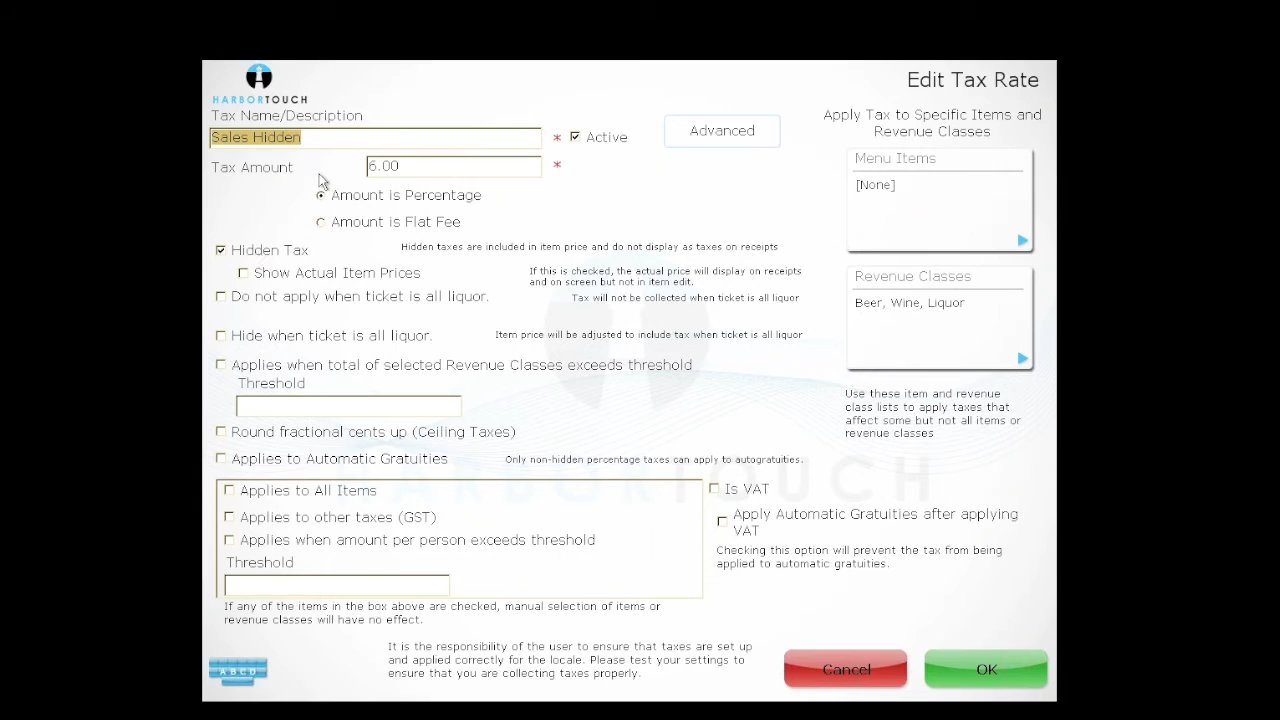 HARBORTOUCH
Edit Tax Rate
Tax Name/Description
Sales Hidden
*
Active
Advanced
Tax Amount
6.00
*
Amount is Percentage
Amount is Flat Fee
Hidden Tax
Hidden taxes are included in item price and do not display as taxes on receipts
Show Actual Item Prices
If this is checked, the actual price will display on receipts
and on screen but not in item edit.
Do not apply when ticket is all liquor.
Tax will not be collected when ticket is all liquor
Hide when ticket is all liquor.
Item price will be adjusted to include tax when ticket is all liquor
Applies when total of selected Revenue Classes exceeds threshold
Threshold
Round fractional cents up (Ceiling Taxes)
Applies to Automatic Gratuities
Only non-hidden percentage taxes can apply to autogratuities.
Applies to All Items
Applies to other taxes (GST)
Applies when amount per person exceeds threshold
Threshold
If any of the items in the box above are checked, manual selection of items or
revenue classes will have no effect.
Is VAT
Apply Automatic Gratuities after applying
VAT
Checking this option will prevent the tax from being
applied to automatic gratuities.
Apply Tax to Specific Items and
Revenue Classes
Menu Items
[None]
Revenue Classes
Beer, Wine, Liquor
Use these item and revenue
class lists to apply taxes that
affect some but not all items or
revenue classes
ABCD
It is the responsibility of the user to ensure that taxes are set up
and applied correctly for the locale. Please test your settings to
ensure that you are collecting taxes properly.
Cancel
OK
ARBORTOUCH